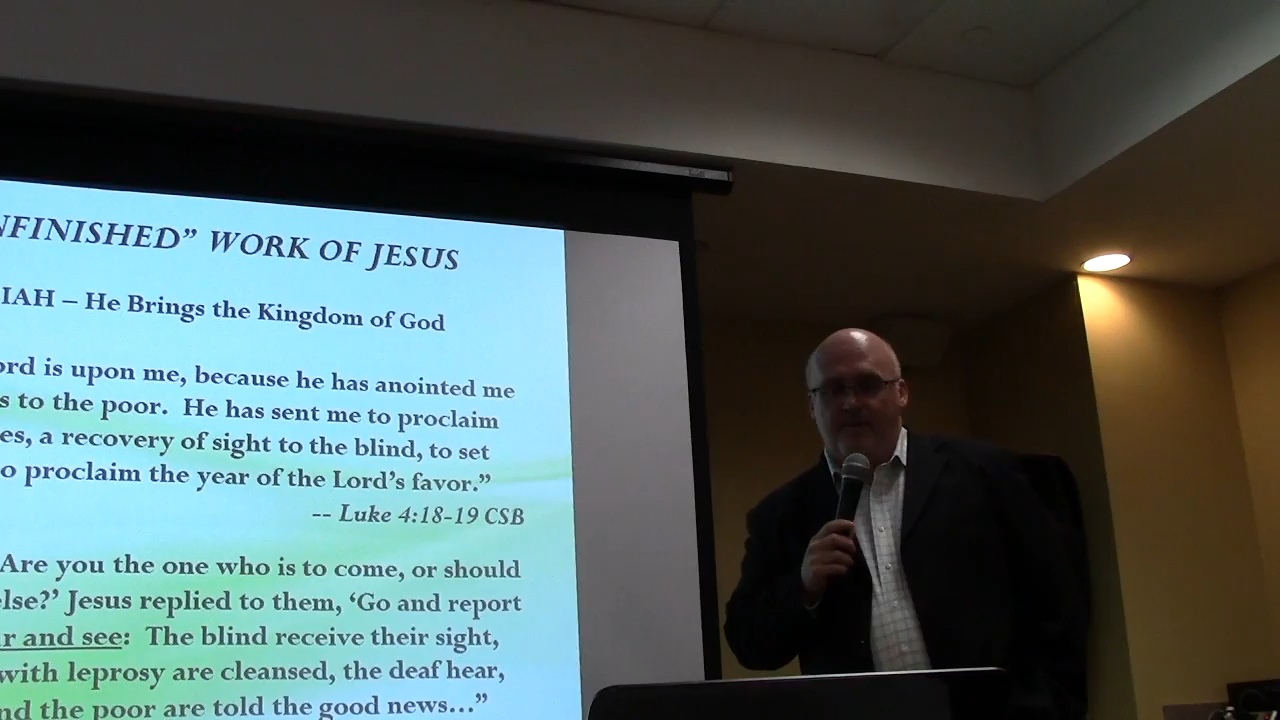 NFINISHED” WORK OF JESUS
IAH – He Brings the Kingdom of God
ord is upon me, because he has anointed me
s to the poor. He has sent me to proclaim
es, a recovery of sight to the blind, to set
o proclaim the year of the Lord’s favor.”
-- Luke 4:18-19 CSB
Are you the one who is to come, or should
else?’ Jesus replied to them, ‘Go and report
r and see: The blind receive their sight,
with leprosy are cleansed, the deaf hear,
nd the poor are told the good news…”